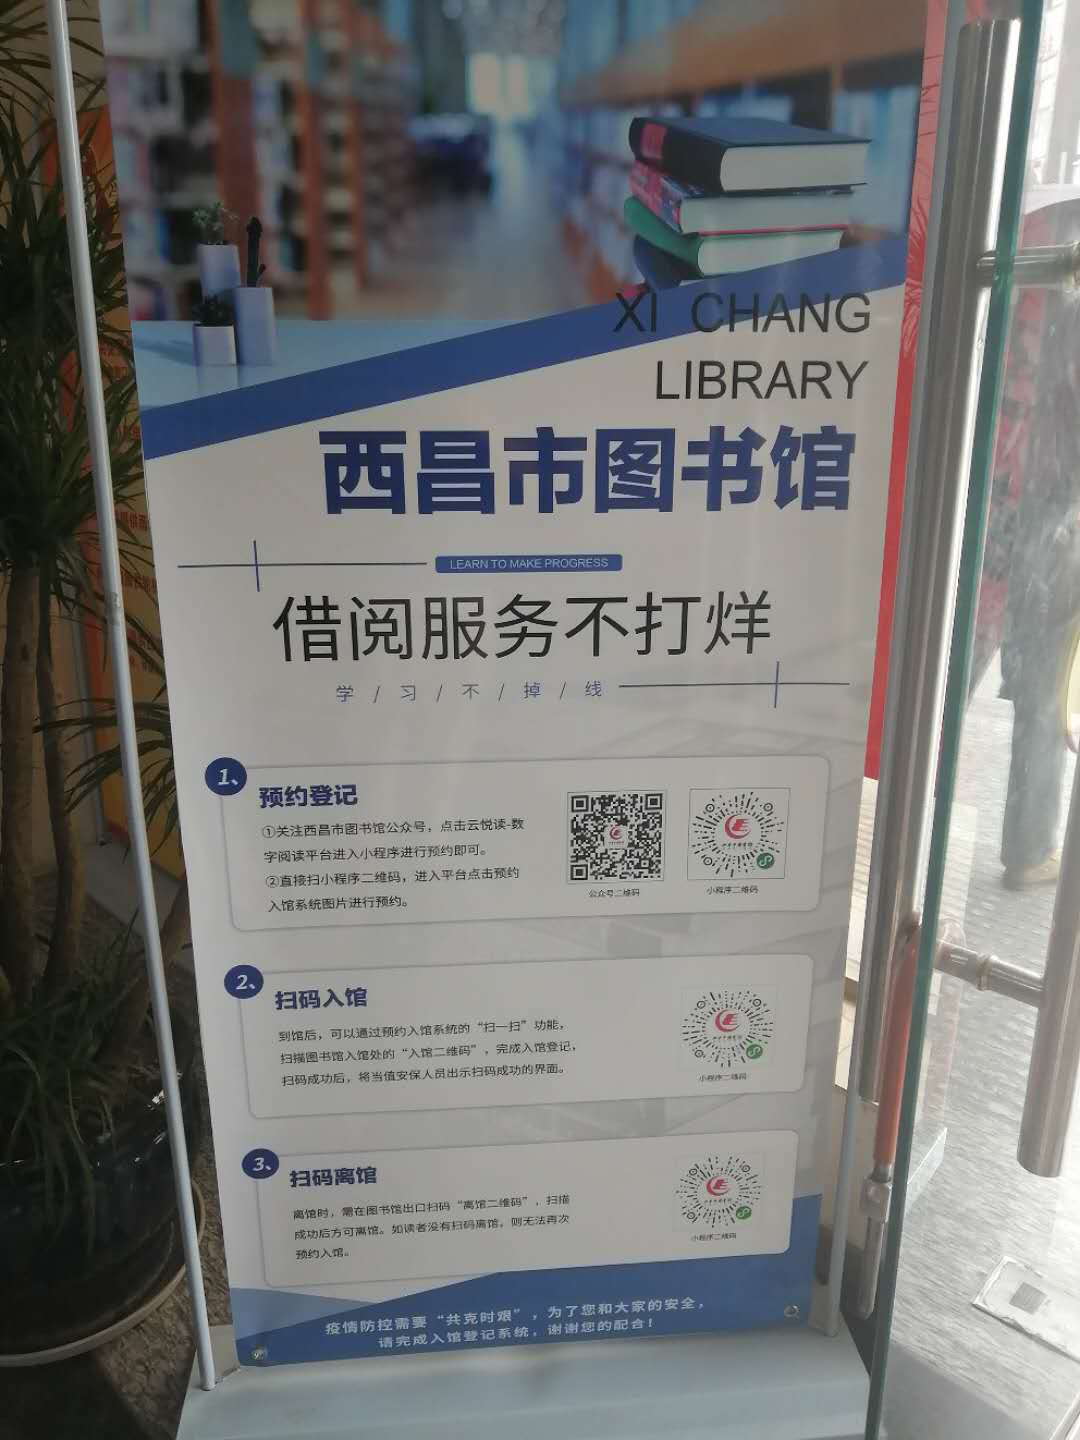 XI CHANG
LIBRARY
西昌市图书馆
LEARN TO MAKE PROGRESS
借阅服务不打烊
学 / 习 / 不 / 掉 / 线
1、
预约登记
①关注西昌市图书馆公众号，点击云悦读-数
字阅读平台进入小程序进行预约即可。
②直接扫小程序二维码，进入平台点击预约
入馆系统图片进行预约。
公众号二维码
小程序二维码
2、
扫码入馆
到馆后，可以通过预约入馆系统的“扫一扫”功能，
扫描图书馆入馆处的“入馆二维码”，完成入馆登记，
扫码成功后，将当值安保人员出示扫码成功的界面。
小程序二维码
3、
扫码离馆
离馆时，需在图书馆出口扫码“离馆二维码”，扫描
成功后方可离馆。如读者没有扫码离馆，则无法再次
预约入馆。
小程序二维码
疫情防控需要“共克时艰”，为了您和大家的安全，
请完成入馆登记系统，谢谢您的配合！